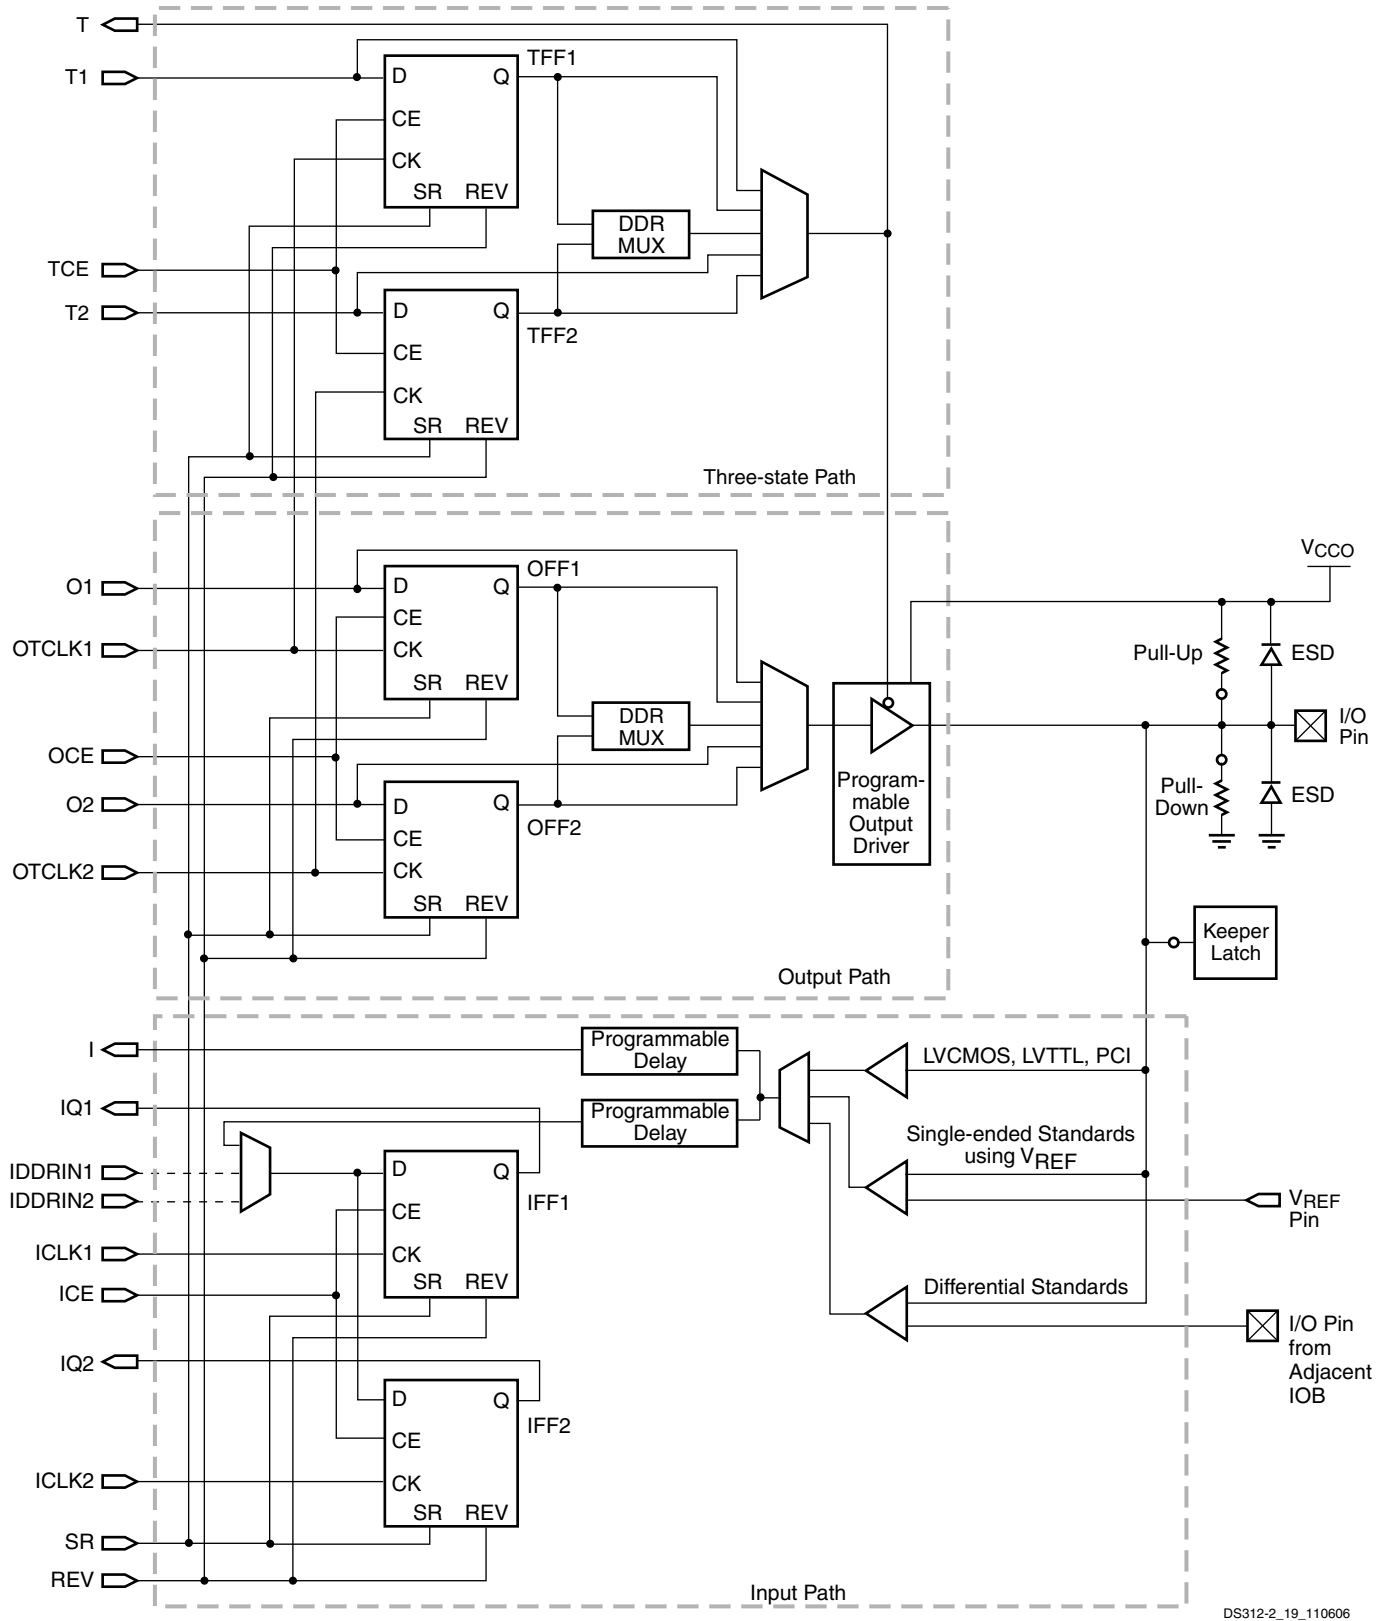 T
T1
D
Q
TFF1
CE
CK
SR
REV
DDR
MUX
TCE
T2
D
Q
TFF2
CE
CK
SR
REV
Three-state Path
VCCO
O1
D
Q
OFF1
CE
OTCLK1
CK
SR
REV
Pull-Up
ESD
DDR
MUX
I/O
Pin
OCE
O2
D
Q
OFF2
CE
OTCLK2
CK
SR
REV
Program-
mable
Output
Driver
Pull-
Down
ESD
Keeper
Latch
Output Path
I
Programmable
Delay
LVCMOS, LVTTL, PCI
IQ1
Programmable
Delay
Single-ended Standards
using VREF
IDDRIN1
IDDRIN2
D
Q
IFF1
CE
VREF
Pin
ICLK1
CK
SR
REV
ICE
Differential Standards
I/O Pin
from
Adjacent
IOB
IQ2
D
Q
IFF2
CE
ICLK2
CK
SR
REV
SR
REV
Input Path
DS312-2_19_110606